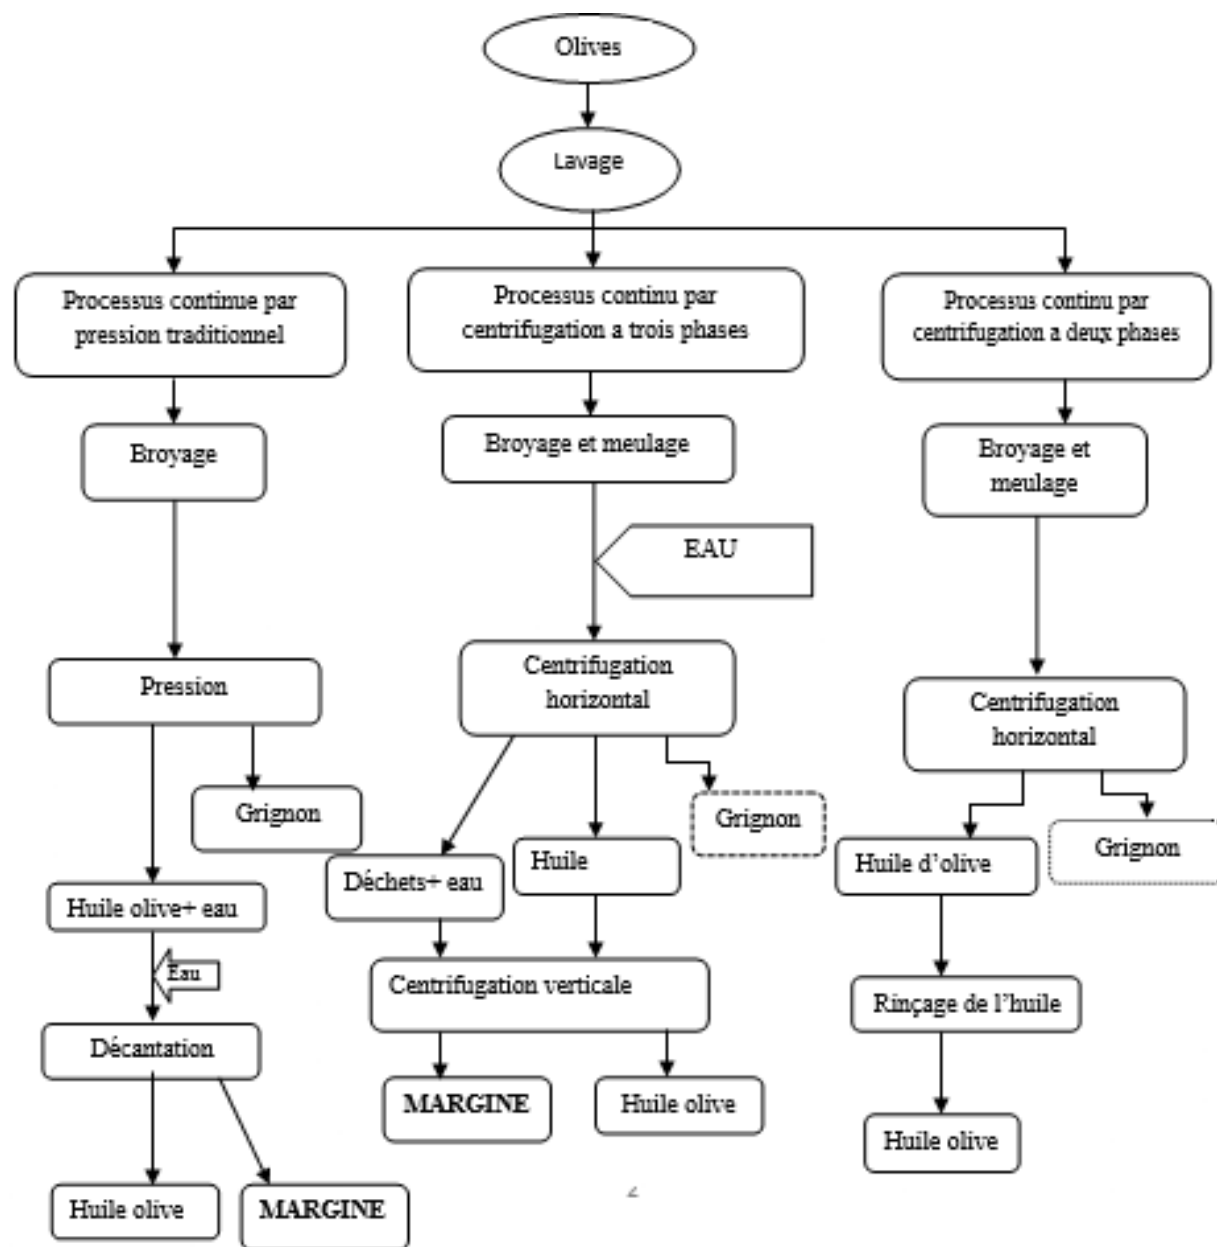 Olives
Lavage
Processus continue par
pression traditionnel
Processus continu par
centrifugation a trois phases
Processus continu par
centrifugation a deux phases
Broyage
Broyage et meulage
Broyage et
meulage
EAU
Pression
Centrifugation
horizontal
Centrifugation
horizontal
Grignon
Grignon
Grignon
Déchets+ eau
Huile
Huile d’olive
Huile olive+ eau
Eau
Centrifugation verticale
Rinçage de l’huile
Décantation
MARGINE
Huile olive
Huile olive
Huile olive
MARGINE